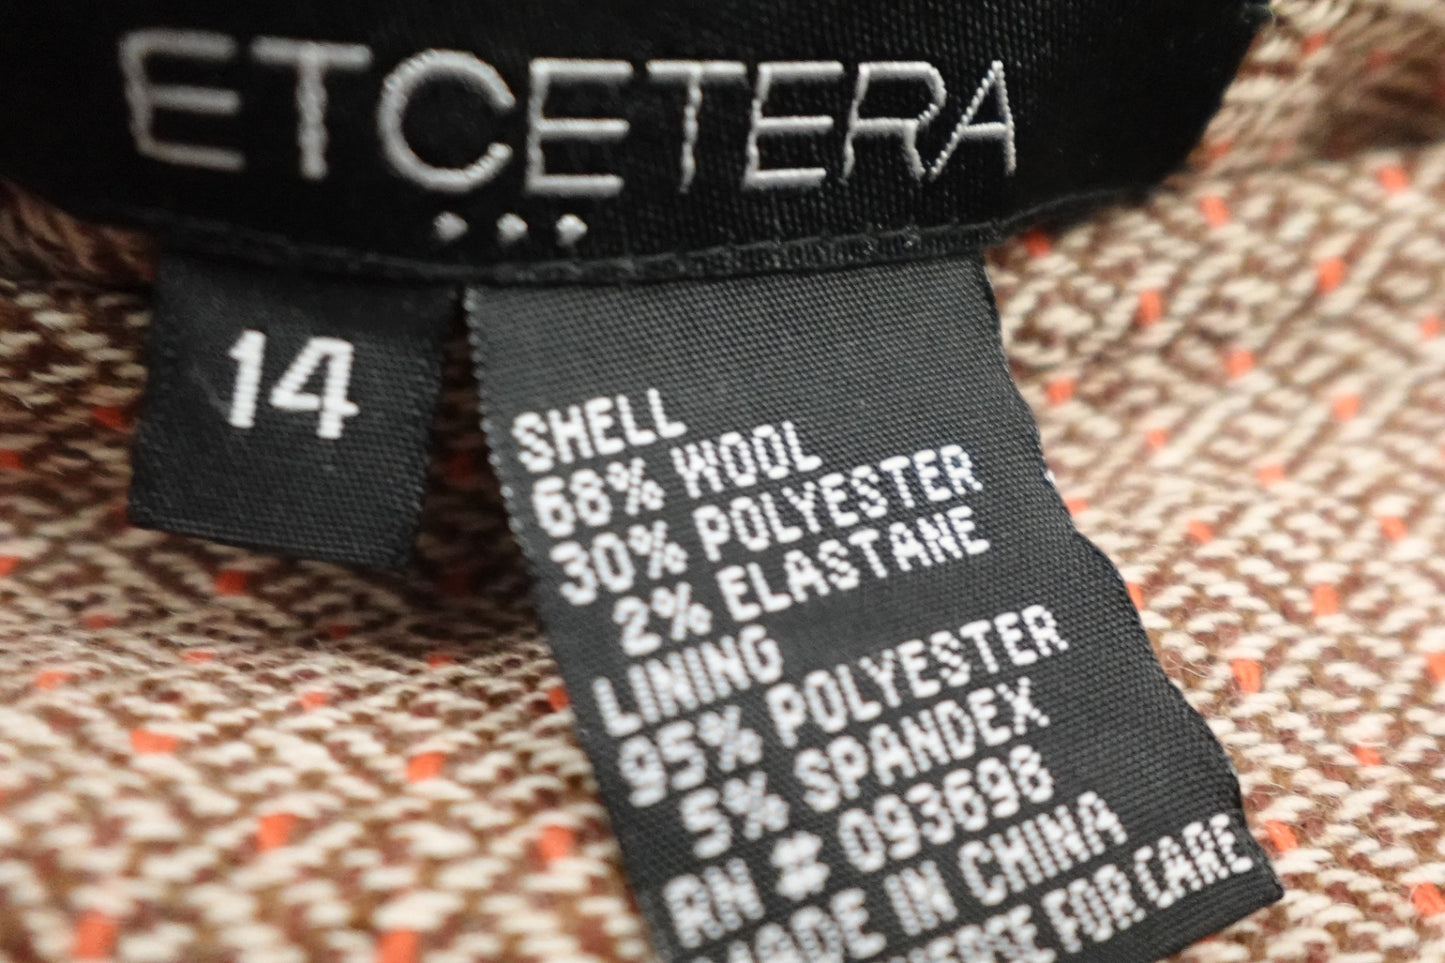 ETCETERA
14
SHELL
68% WOOL
30% POLYESTER
2% ELASTANE
LINING
95% POLYESTER
5% SPANDEX
RN # 093698
MADE IN CHINA
FOR CARE